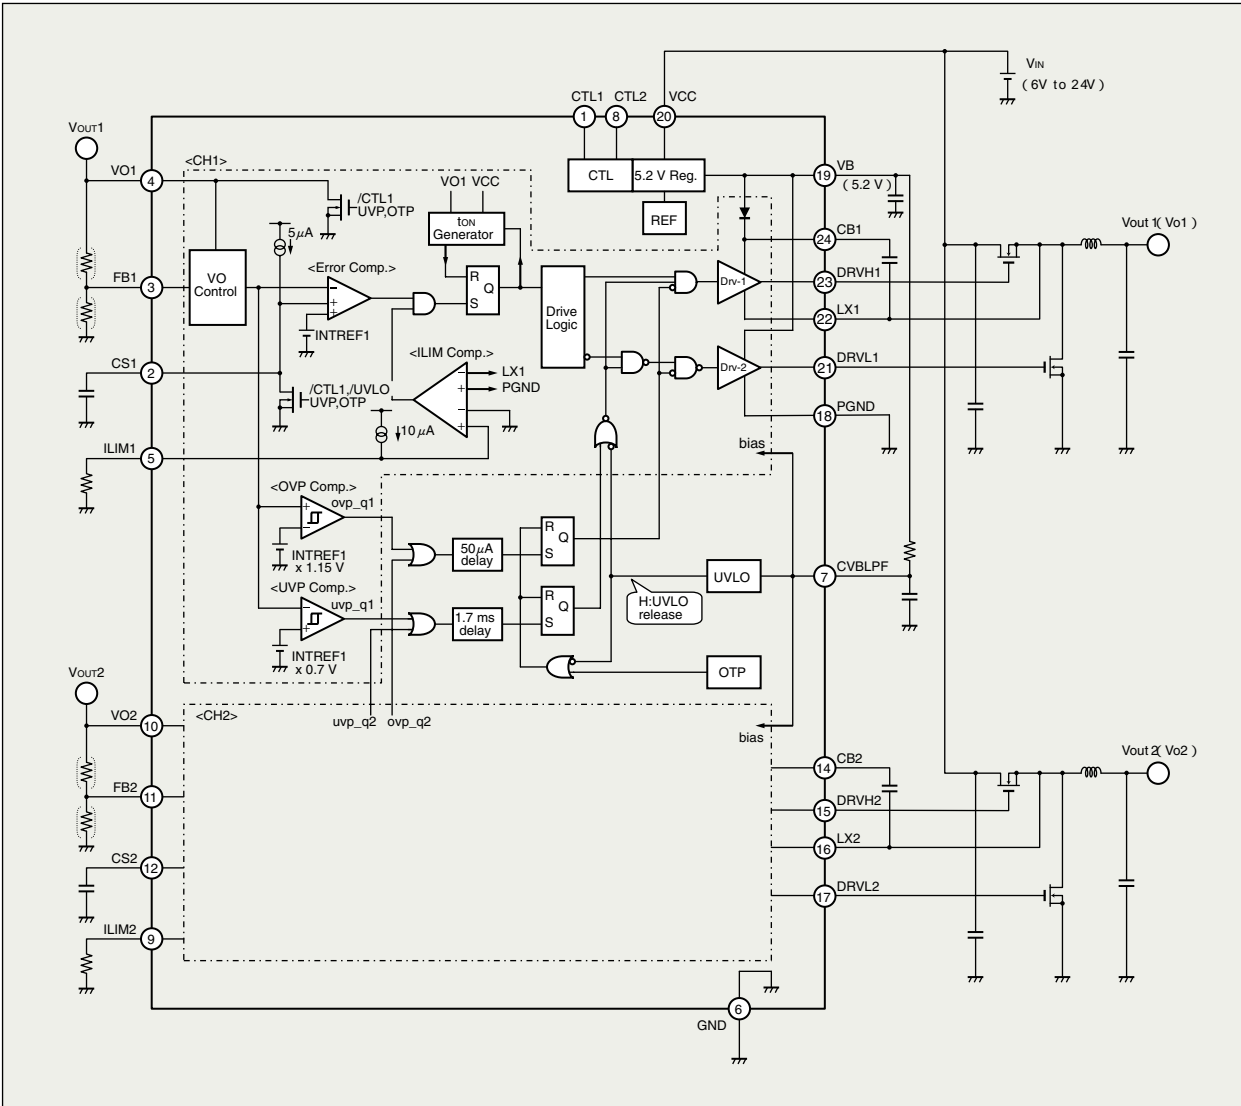 VIN
( 6V to 24V)
CTL1 CTL2 VCC
1 8 20
VOUT1
VO1
4
<CH1>
/CTL1
UVP,OTP
VO1 VCC
tON
Generator
CTL
5.2 V Reg.
REF
VB
19
( 5.2 V )
5μA
VO
Control
<Error Comp.>
INTREF1
FB1
3
R
S
Q
Drive
Logic
Drv-1
CB1
24
DRVH1
23
LX1
22
Vout 1( Vo1 )
CS1
2
/CTL1,/UVLO
UVP,OTP
<ILIM Comp.>
LX1
PGND
10 μA
Drv-2
DRVL1
21
PGND
18
ILIM1
5
bias
<OVP Comp.>
ovp_q1
INTREF1
x 1.15 V
50μA
delay
R
S
Q
<UVP Comp.>
uvp_q1
INTREF1
x 0.7 V
1.7 ms
delay
R
S
Q
UVLO
H:UVLO
release
OTP
7
CVBLPF
VOUT2
VO2
10
<CH2>
uvp_q2 ovp_q2
bias
FB2
11
CS2
12
ILIM2
9
CB2
14
DRVH2
15
LX2
16
DRVL2
17
Vout 2( Vo2 )
6
GND